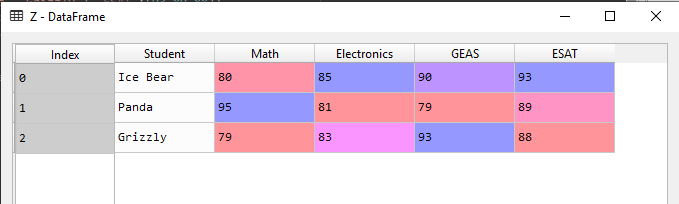 Z - DataFrame
Index Student Math Electronics GEAS ESAT
0 Ice Bear 80 85 90 93
1 Panda 95 81 79 89
2 Grizzly 79 83 93 88